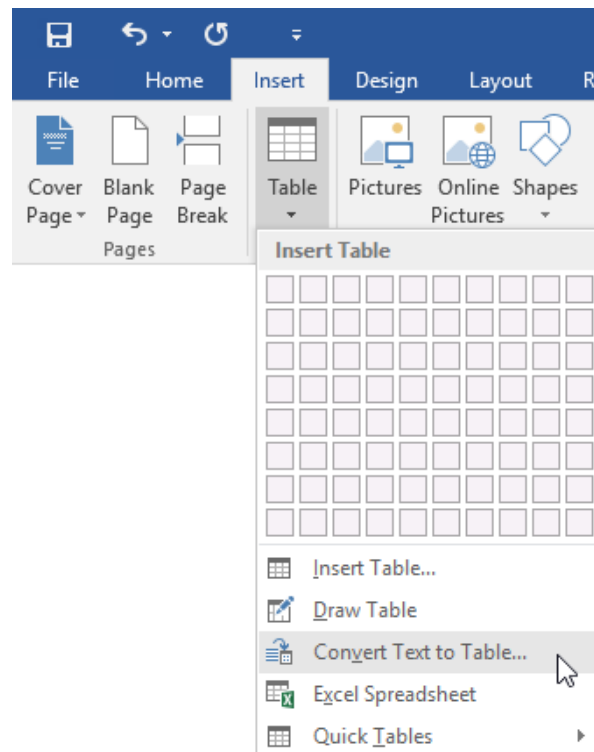 File Home Insert Design Layout R
Cover Blank Page Table Pictures Online Shapes
Page Page Break Pictures
Pages
Insert Table
Insert Table...
Draw Table
Convert Text to Table...
Excel Spreadsheet
Quick Tables